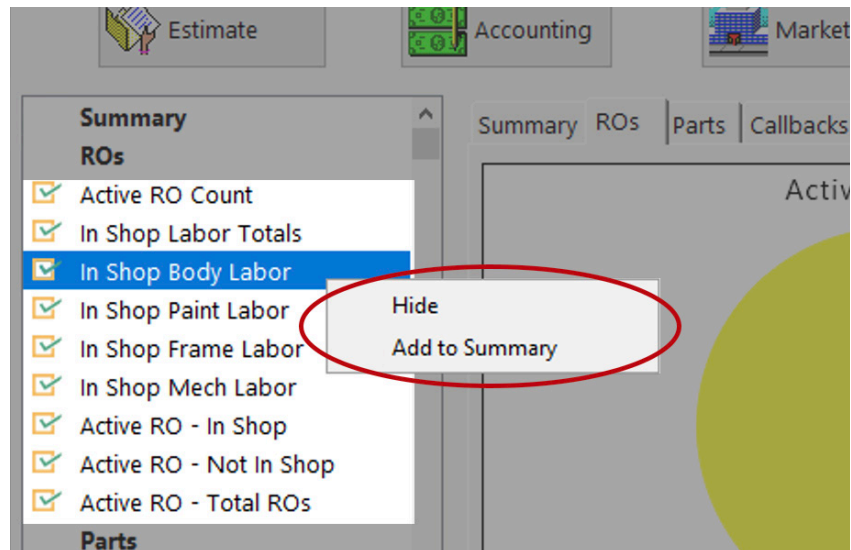 Estimate
Accounting
Market
Summary
ROs
Active RO Count
In Shop Labor Totals
In Shop Body Labor
In Shop Paint Labor
In Shop Frame Labor
In Shop Mech Labor
Active RO - In Shop
Active RO - Not In Shop
Active RO - Total ROs
Parts
Hide
Add to Summary
Summary ROs Parts Callbacks
Activ